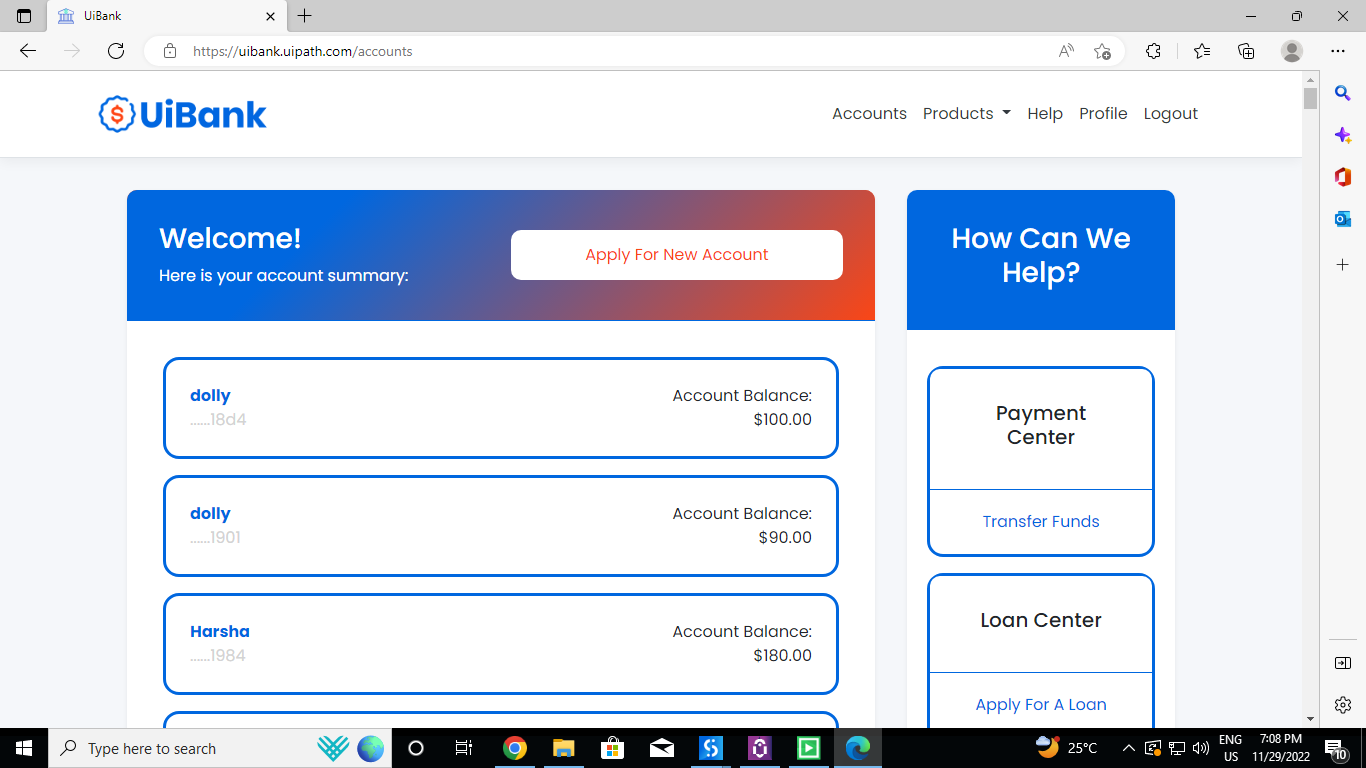 UiBank
https://uibank.uipath.com/accounts
UiBank
Accounts Products Help Profile Logout
Welcome!
Here is your account summary:
Apply For New Account
dolly
......18d4
Account Balance:
$100.00
dolly
......1901
Account Balance:
$90.00
Harsha
......1984
Account Balance:
$180.00
How Can We
Help?
Payment
Center
Transfer Funds
Loan Center
Apply For A Loan
Type here to search
25°C
ENG
US
7:08 PM
11/29/2022
10